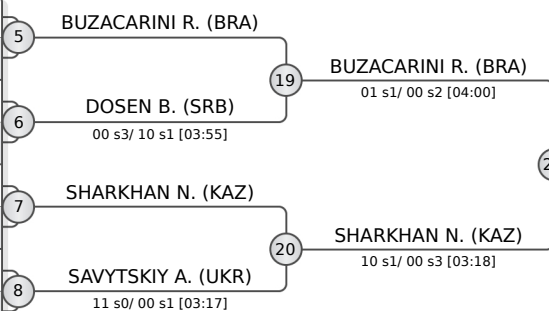 BUZACARINI R. (BRA)
5
19
BUZACARINI R. (BRA)
01 s1/ 00 s2 [04:00]
DOSEN B. (SRB)
6
00 s3/ 10 s1 [03:55]
SHARKHAN N. (KAZ)
7
20
SHARKHAN N. (KAZ)
10 s1/ 00 s3 [03:18]
SAVYTSKIY A. (UKR)
8
11 s0/ 00 s1 [03:17]